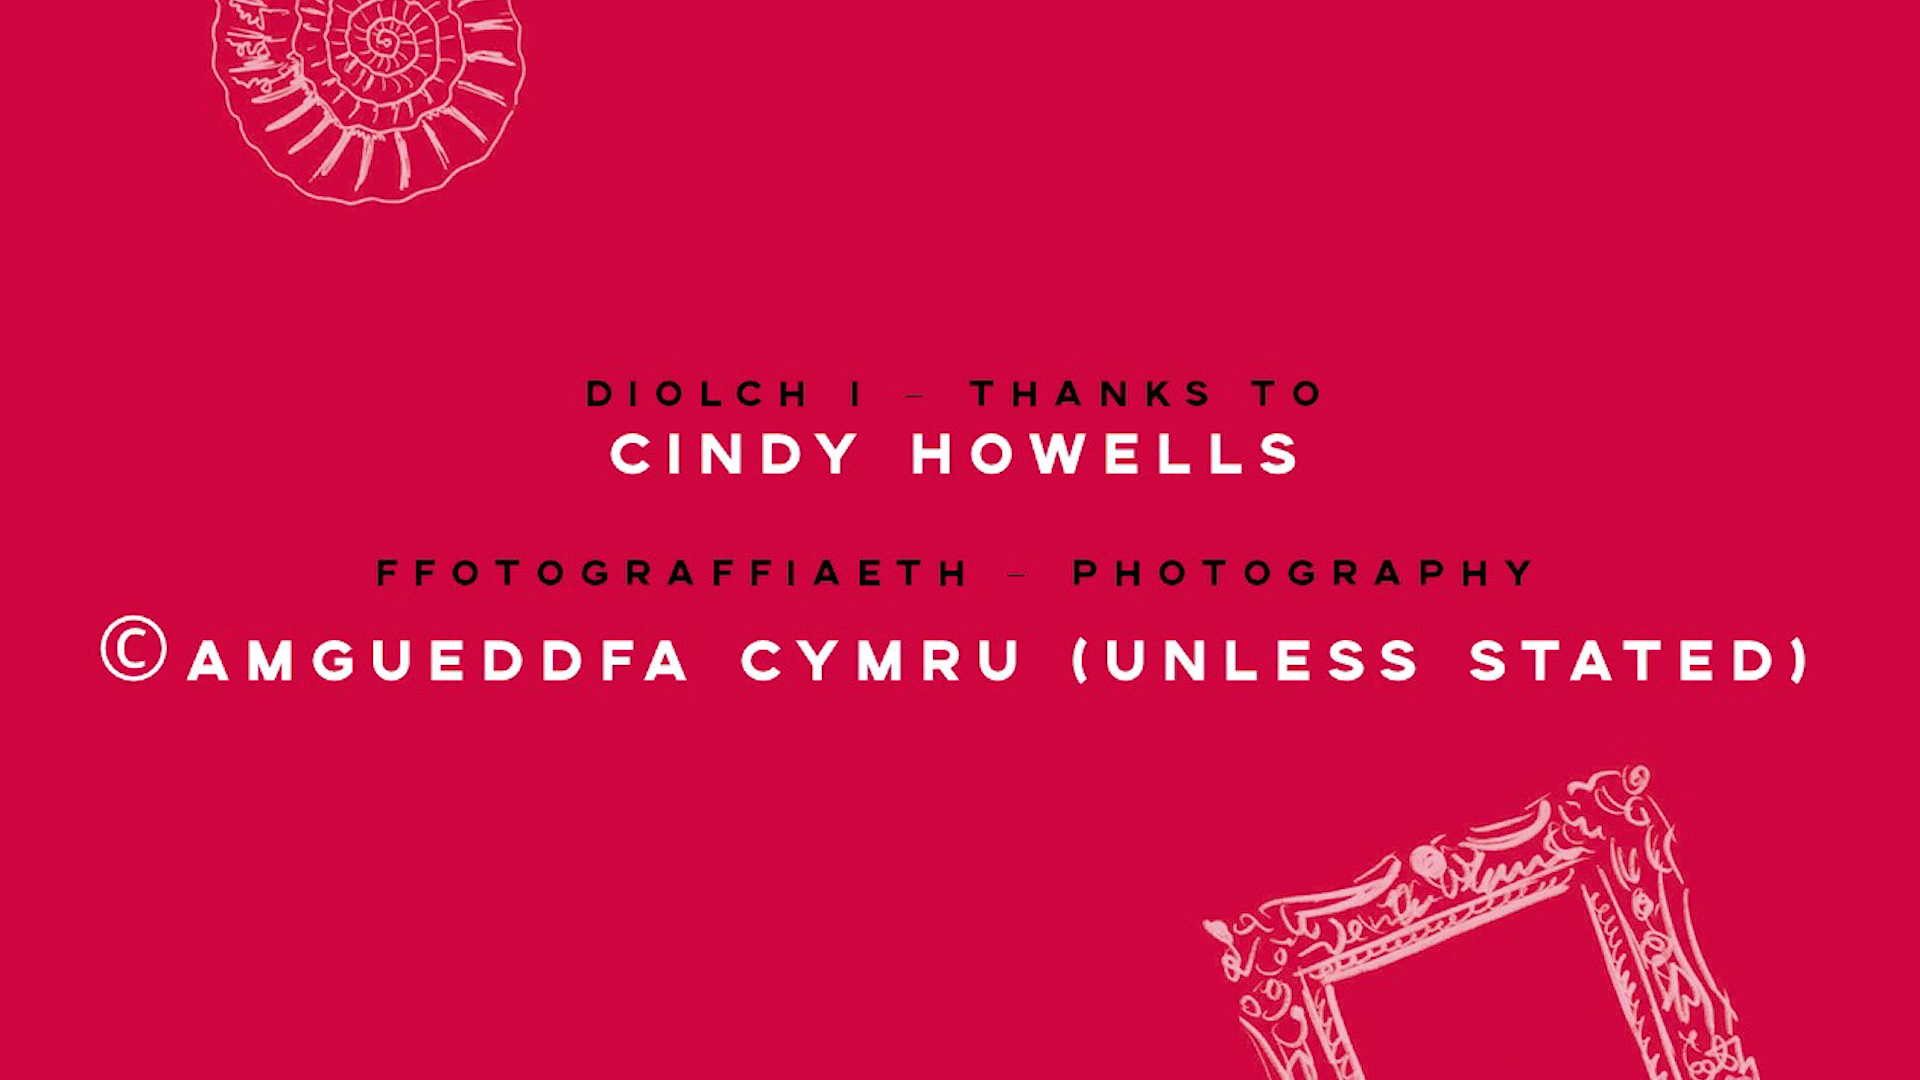 DIOLCH I – THANKS TO
CINDY HOWELLS
FFOTOGRAFFIAETH – PHOTOGRAPHY
©AMGUEDDFA CYMRU (UNLESS STATED)